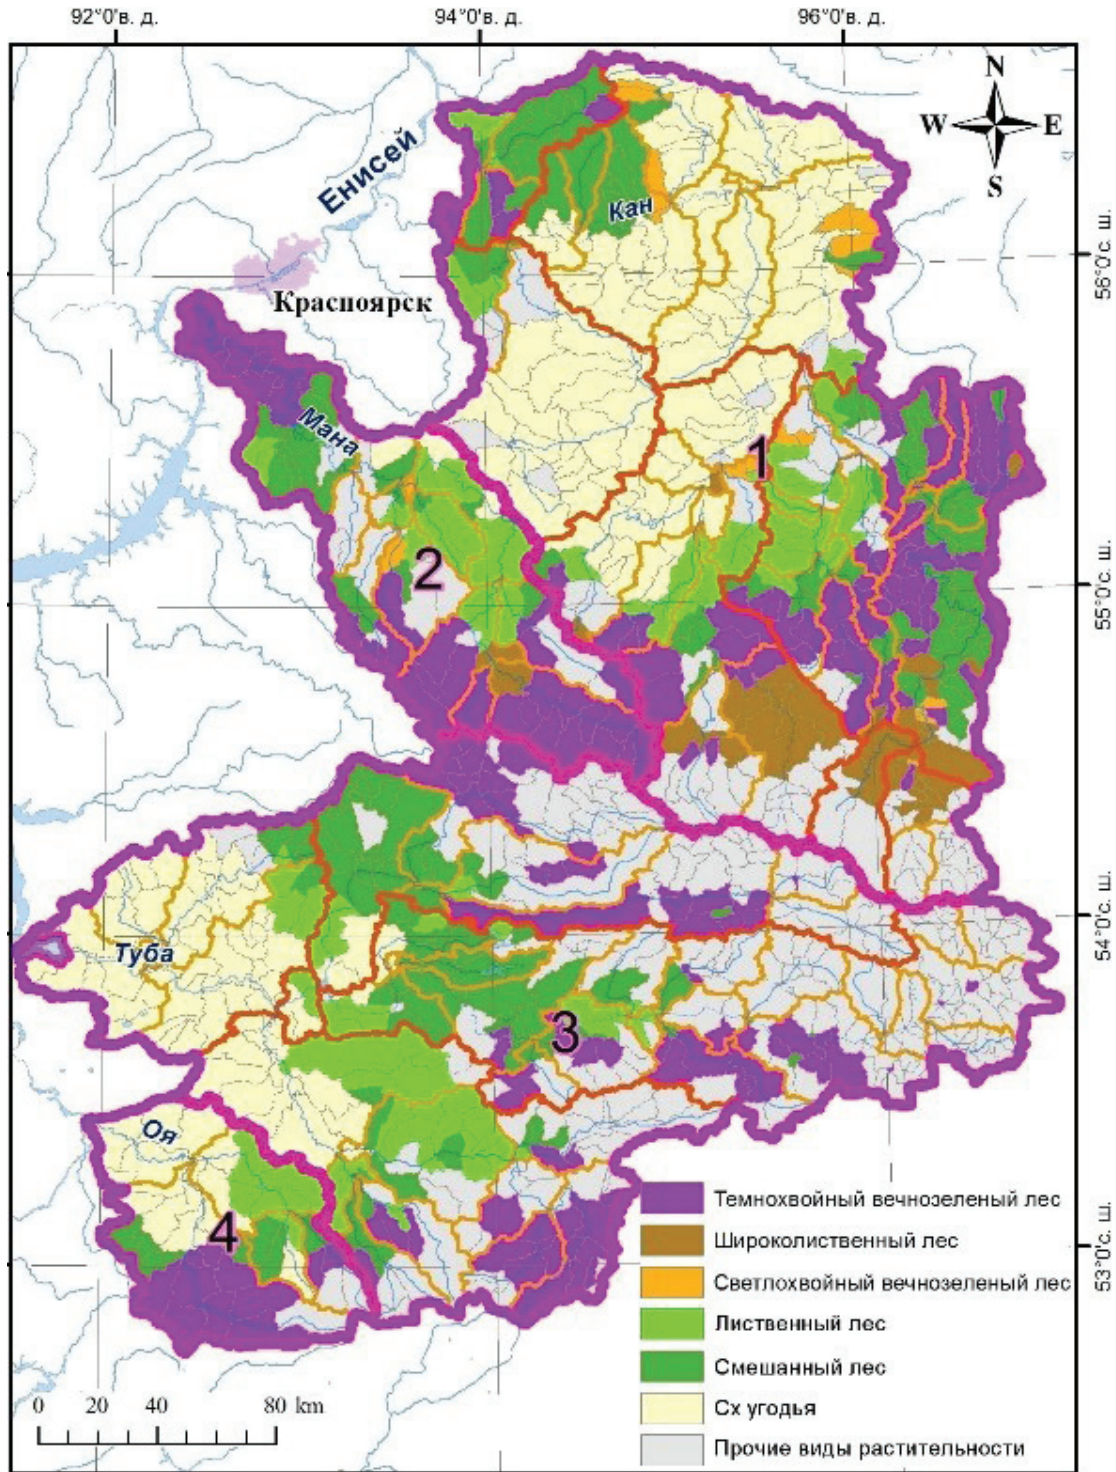 92°0'в. д.
94°0'в. д.
96°0'в. д.
N
W
E
S
Енисей
Кан
56°0'с. ш.
Красноярск
Мана
1
2
55°0'с. ш.
54°0'с. ш.
Туба
3
Оя
4
53°0'с. ш.
Темнохвойный вечнозеленый лес
Широколиственный лес
Светлохвойный вечнозеленый лес
Лиственный лес
Смешанный лес
Сх угодья
Прочие виды растительности
0 20 40 80 km